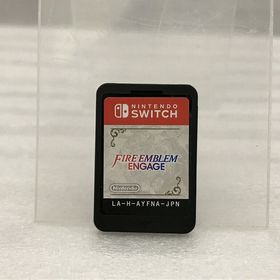 NINTENDO
SWITCH
FIRE EMBLEM
ENGAGE
Nintendo
LA-H-AYFNA-JPN